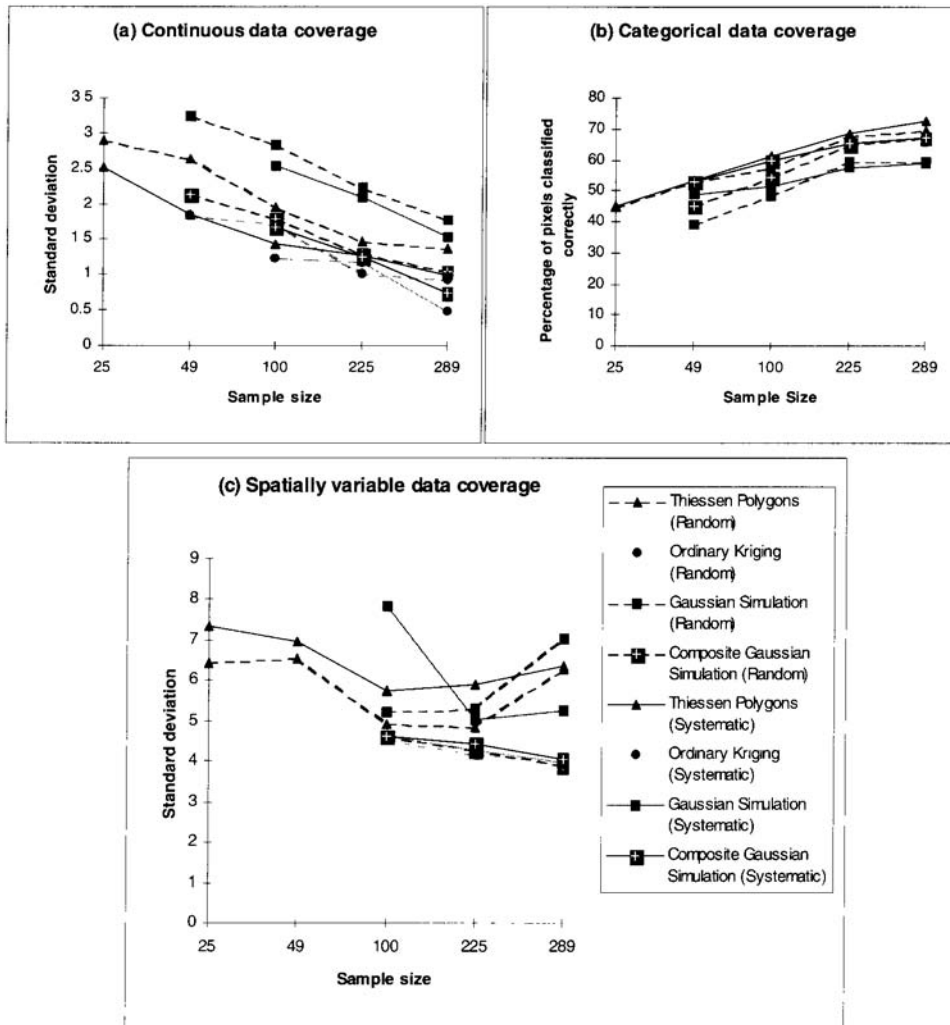 (a) Continuous data coverage
Standard deviation
3 5
3
2 5
2
1 5
1
0 5
0
25 49 100 225 289
Sample size
(b) Categorical data coverage
Percentage of pixels classified
correctly
80
70
60
50
40
30
20
10
0
25 49 100 225 289
Sample Size
(c) Spatially variable data coverage
Standard deviation
9
8
7
6
5
4
3
2
1
0
25 49 100 225 289
Sample size
Thiessen Polygons
(Random)
Ordinary Kriging
(Random)
Gaussian Simulation
(Random)
Composite Gaussian
Simulation (Random)
Thiessen Polygons
(Systematic)
Ordinary Kriging
(Systematic)
Gaussian Simulation
(Systematic)
Composite Gaussian
Simulation (Systematic)